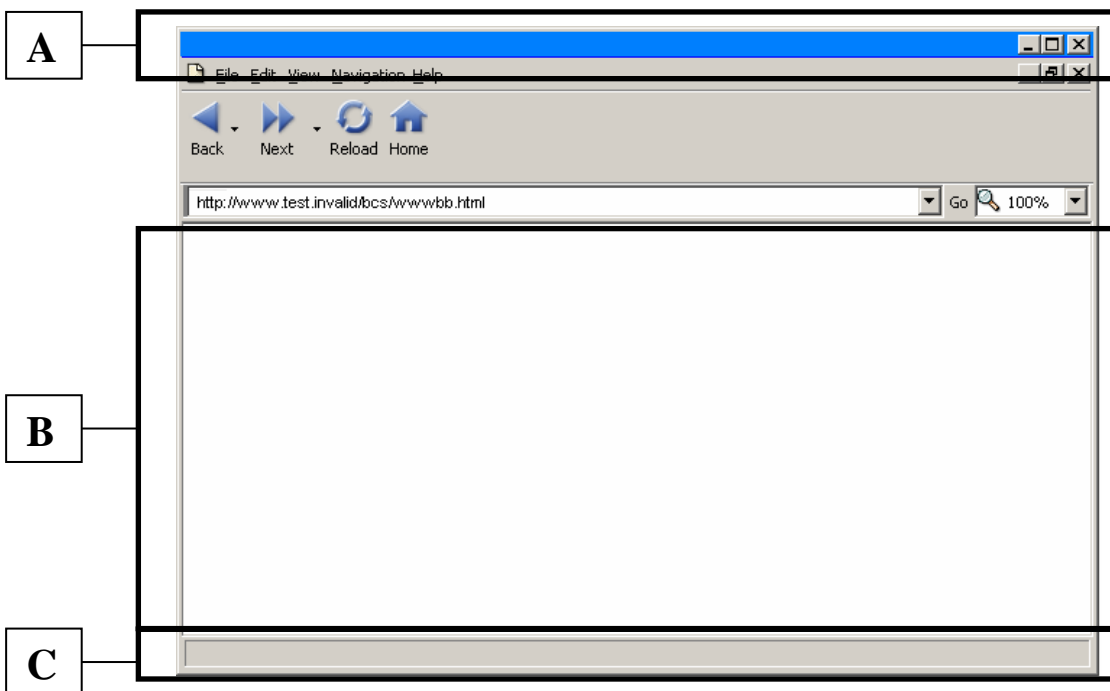 A
File Edit View Navigation Help
Back Next Reload Home
http://www.test.invalid/bcs/wwwbb.html Go 100%
B
C